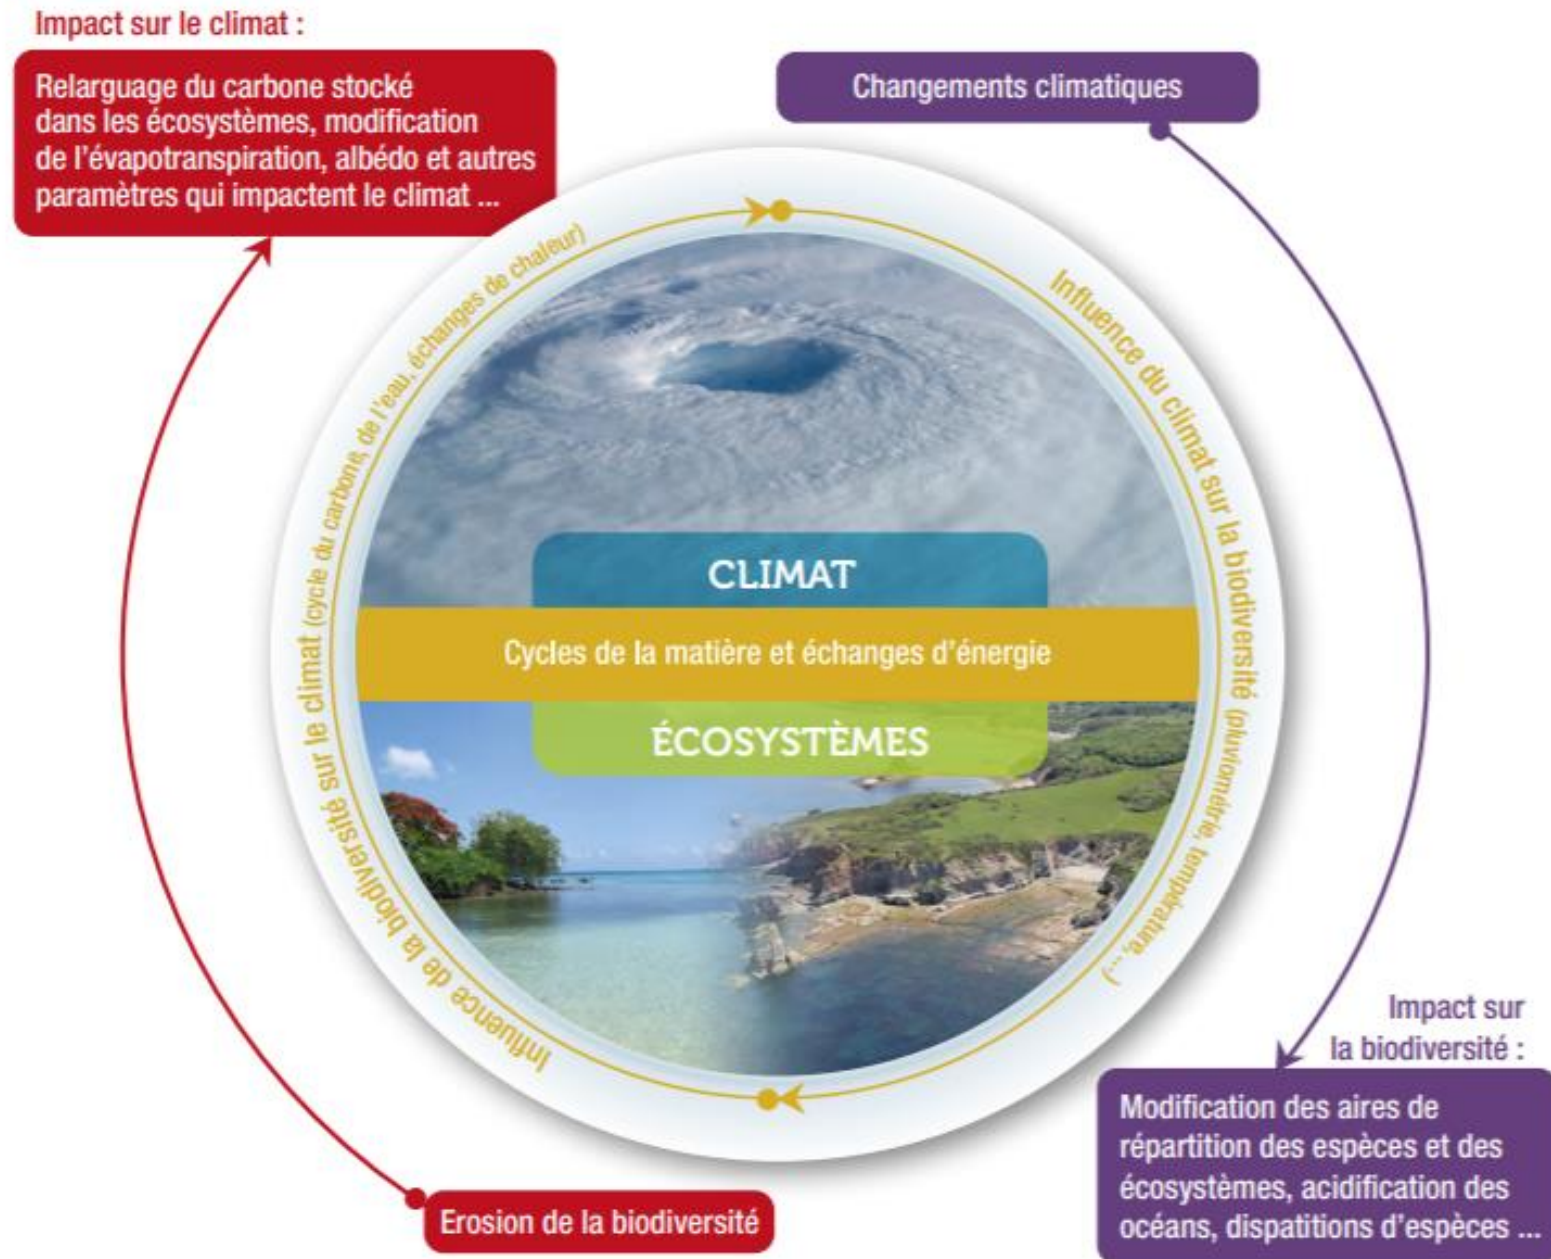 Impact sur le climat :
Relarguage du carbone stocké
dans les écosystèmes, modification
de l'évapotranspiration, albédo et autres
paramètres qui impactent le climat ...
Changements climatiques
Influence de la biodiversité sur le climat (cycle du carbone, de l'eau, échanges de chaleur)
Influence du climat sur la biodiversité (pluviométrie, température, ...)
CLIMAT
Cycles de la matière et échanges d'énergie
ÉCOSYSTÈMES
Impact sur
la biodiversité :
Modification des aires de
répartition des espèces et des
écosystèmes, acidification des
océans, dispatitions d'espèces ...
Erosion de la biodiversité